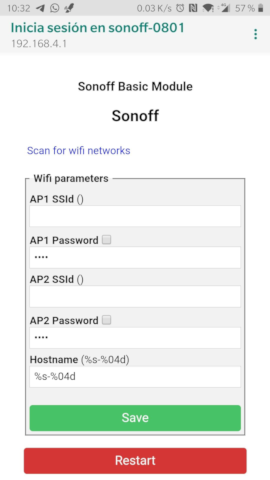 10:32 0.03 K/s 57 %
Inicia sesión en sonoff-0801
192.168.4.1
Sonoff Basic Module
Sonoff
Scan for wifi networks
Wifi parameters
AP1 SSId ()
AP1 Password
••••
AP2 SSId ()
AP2 Password
••••
Hostname (%s-%04d)
%s-%04d
Save
Restart